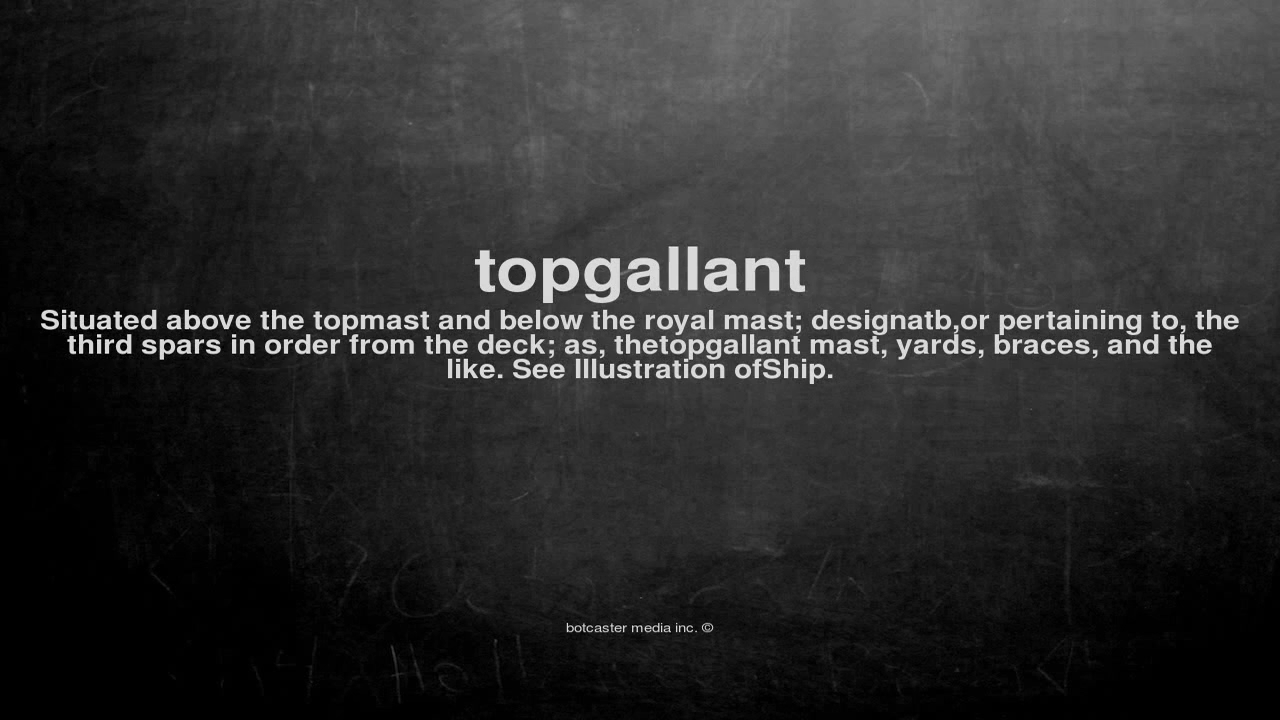 topgallant
Situated above the topmast and below the royal mast; designatb,or pertaining to, the
third spars in order from the deck; as, thetopgallant mast, yards, braces, and the
like. See Illustration ofShip.
botcaster media inc. ©